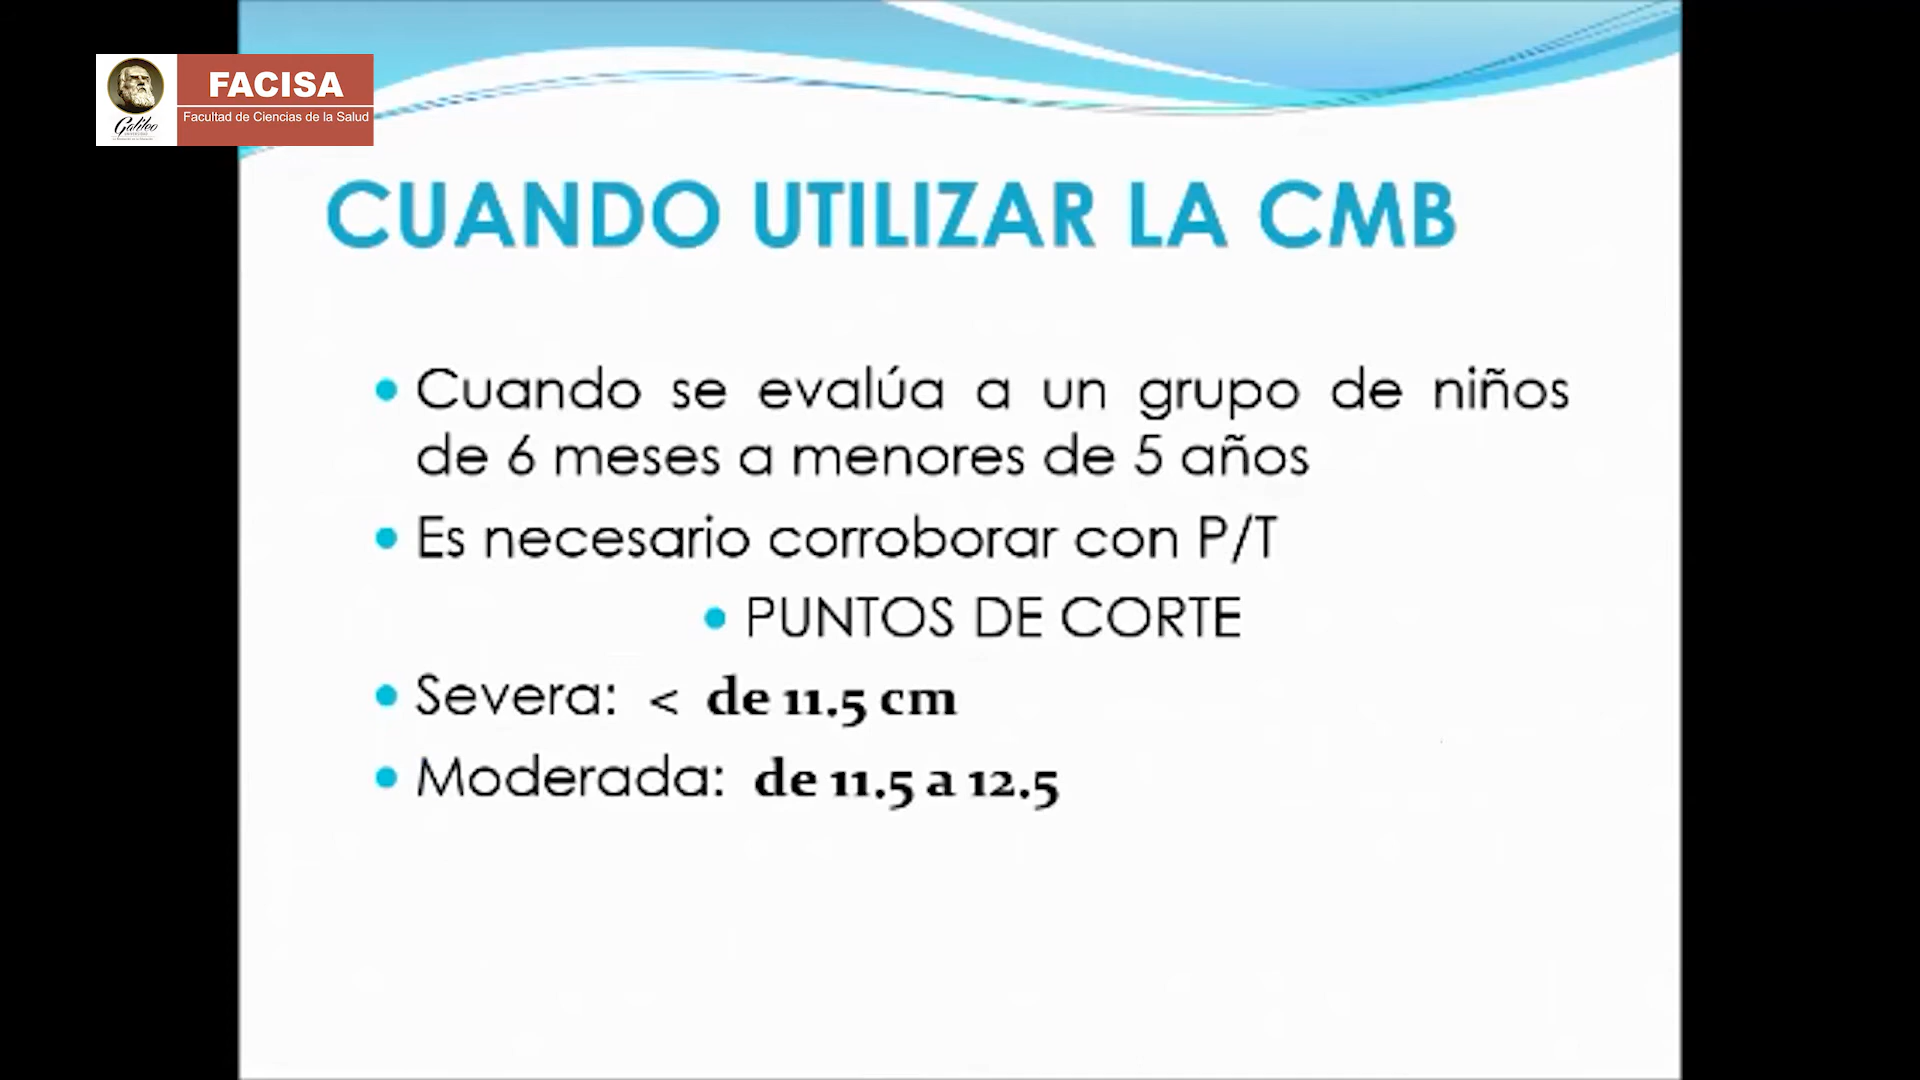 FACISA
Galileo
Facultad de Ciencias de la Salud
CUANDO UTILIZAR LA CMB
• Cuando se evalúa a un grupo de niños
de 6 meses a menores de 5 años
• Es necesario corroborar con P/T
• PUNTOS DE CORTE
• Severa: < de 11.5 cm
• Moderada: de 11.5 a 12.5